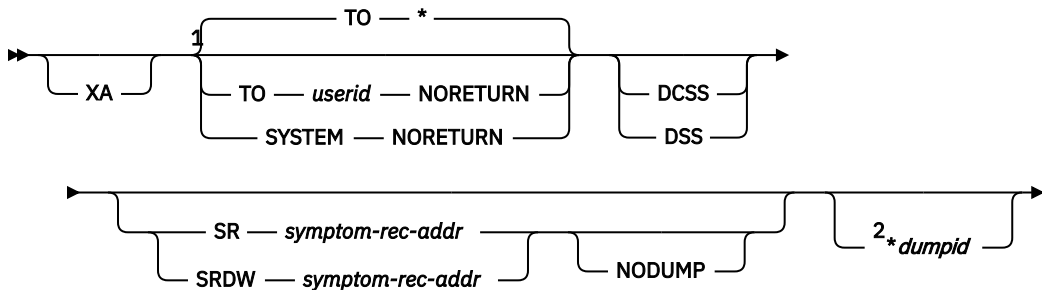 TO *
1
XA TO userid NORETURN DCSS
SYSTEM NORETURN DSS
SR symptom-rec-addr 2 *dumpid
SRDW symptom-rec-addr NODUMP